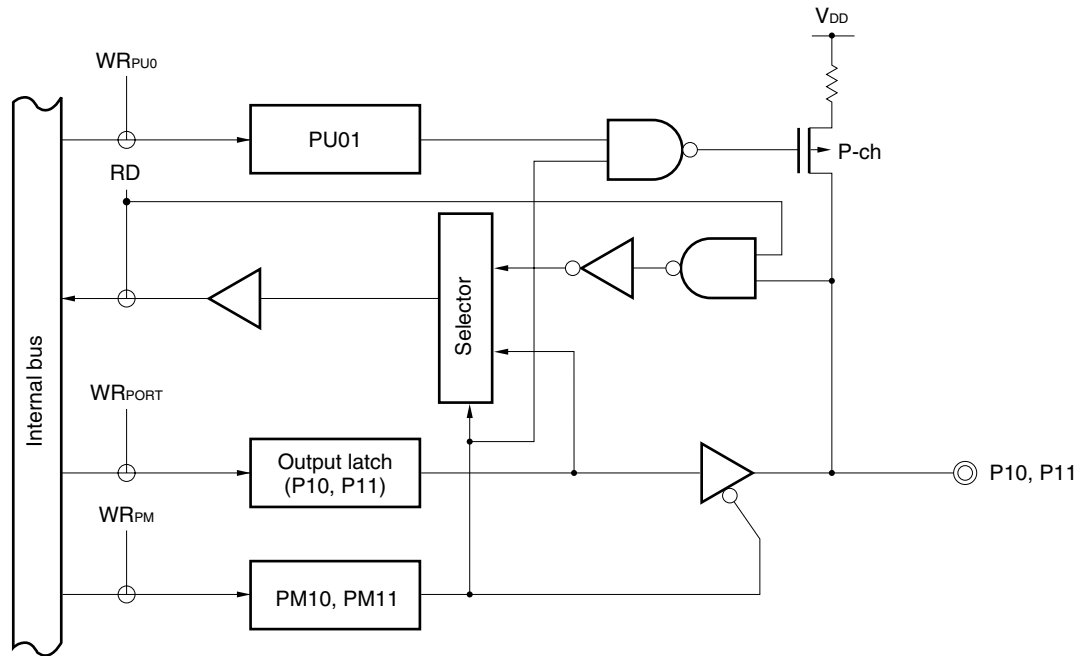 VDD
WRPU0
PU01
P-ch
RD
Selector
Internal bus
WRPORT
Output latch
(P10, P11)
P10, P11
WRPM
PM10, PM11